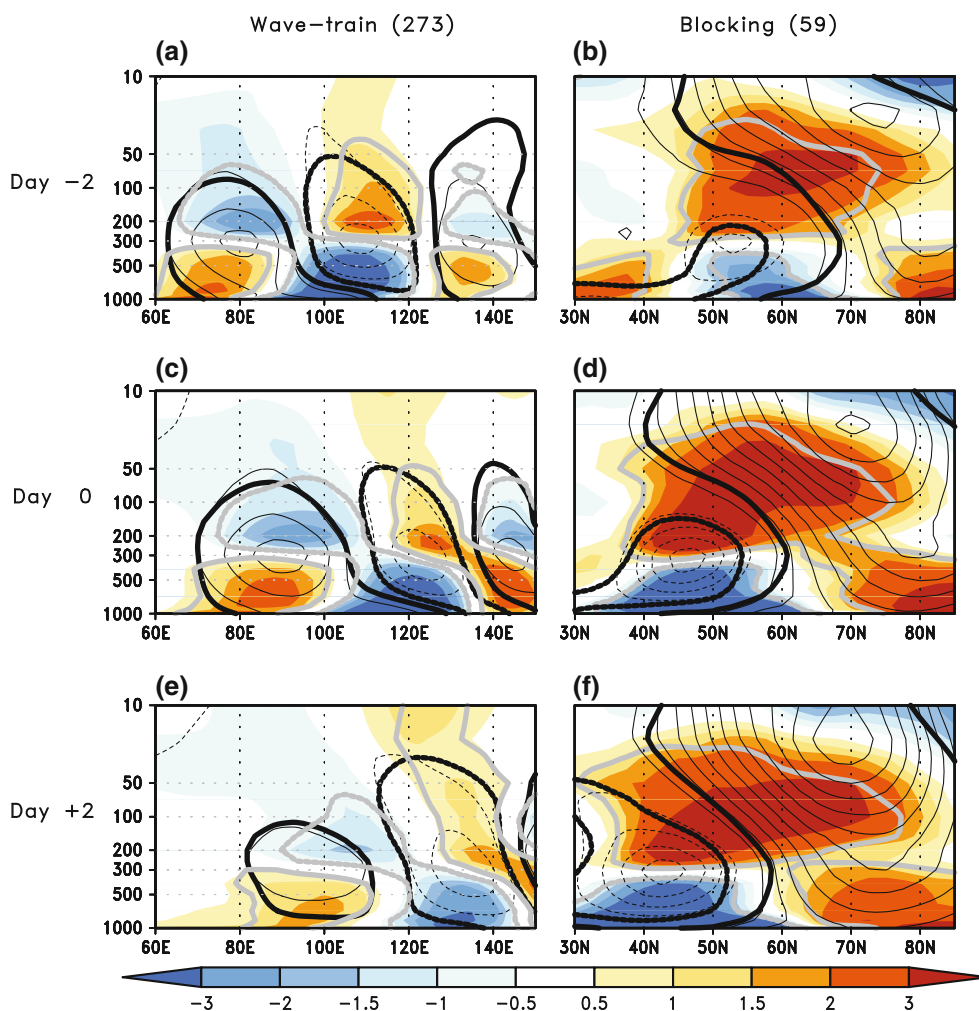 Wave-train (273) Blocking (59)
(a) (b)
10
50
Day -2
100
200
300
500
1000
60E 80E 100E 120E 140E 30N 40N 50N 60N 70N 80N
(c) (d)
10
50
Day 0
100
200
300
500
1000
60E 80E 100E 120E 140E 30N 40N 50N 60N 70N 80N
(e) (f)
10
50
Day +2
100
200
300
500
1000
60E 80E 100E 120E 140E 30N 40N 50N 60N 70N 80N
-3 -2 -1.5 -1 -0.5 0.5 1 1.5 2 3